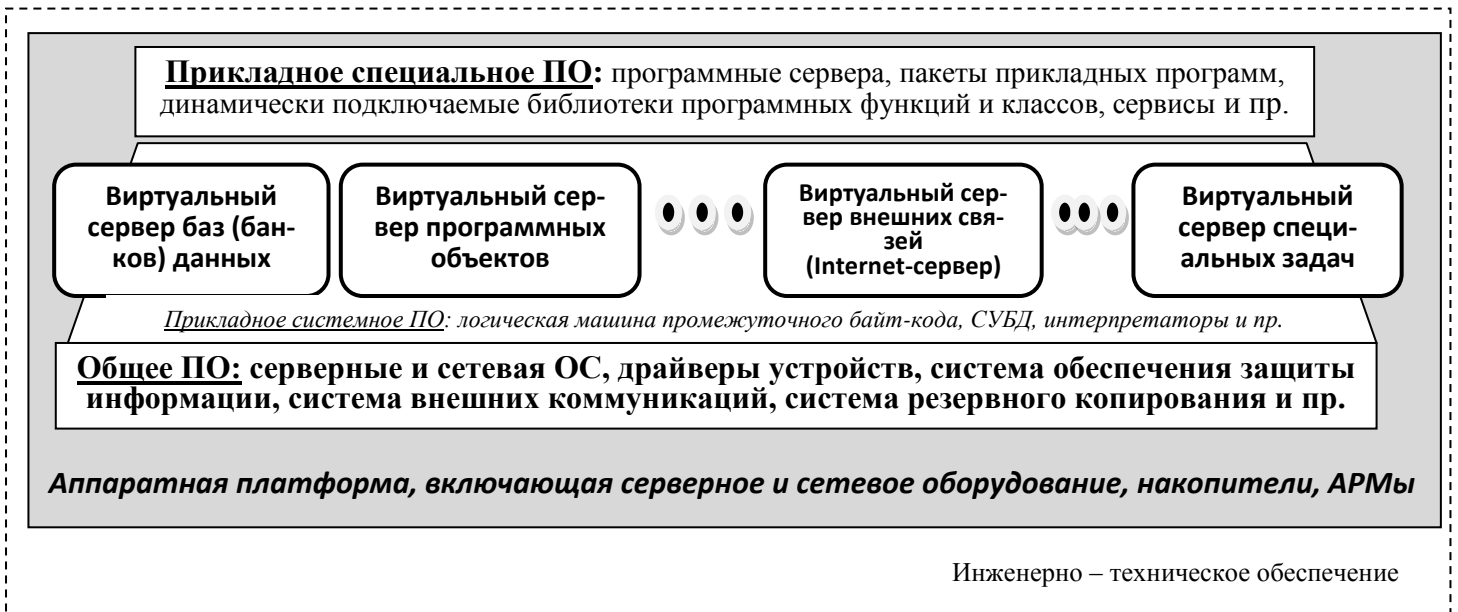 Прикладное специальное ПО: программные сервера, пакеты прикладных программ,
динамически подключаемые библиотеки программных функций и классов, сервисы и пр.
Виртуальный
сервер баз (бан-
ков) данных
Виртуальный сер-
вер программных
объектов
Виртуальный сер-
вер внешних свя-
зей
(Internet-сервер)
Виртуальный
сервер специ-
альных задач
Прикладное системное ПО: логическая машина промежуточного байт-кода, СУБД, интерпретаторы и пр.
Общее ПО: серверные и сетевая ОС, драйверы устройств, система обеспечения защиты
информации, система внешних коммуникаций, система резервного копирования и пр.
Аппаратная платформа, включающая серверное и сетевое оборудование, накопители, АРМы
Инженерно – техническое обеспечение